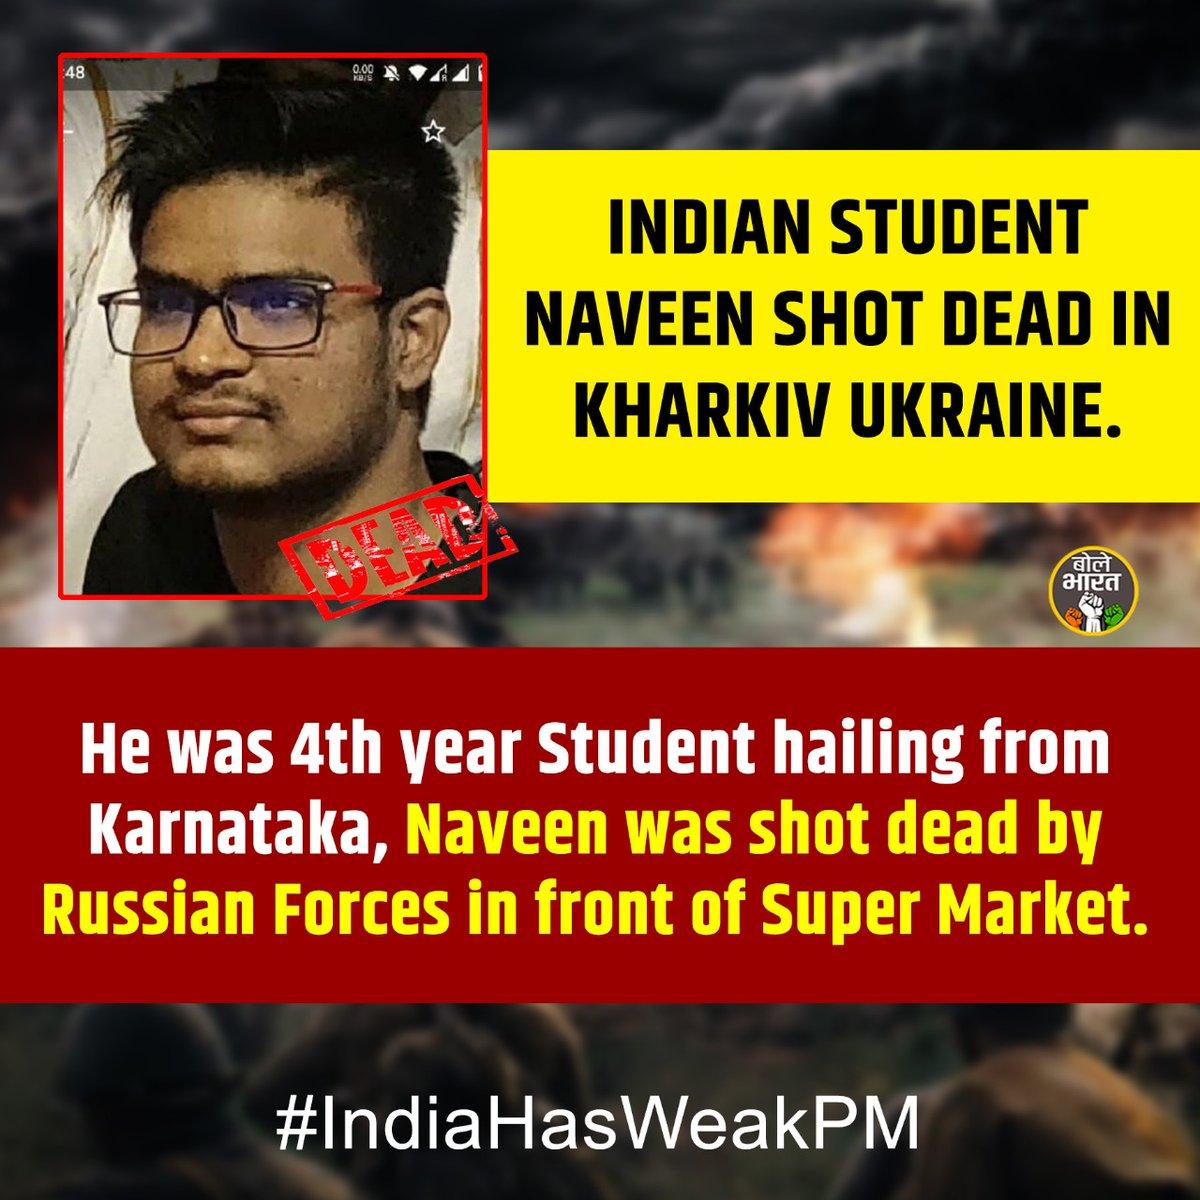 :48
0.00
KB/S
R
INDIAN STUDENT
NAVEEN SHOT DEAD IN
KHARKIV UKRAINE.
DEAD!
बोले
भारत
He was 4th year Student hailing from
Karnataka, Naveen was shot dead by
Russian Forces in front of Super Market.
#IndiaHasWeakPM